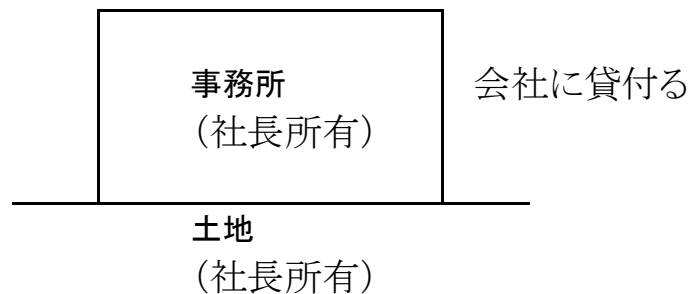 事務所
（社長所有）
会社に貸付る
土地
（社長所有）